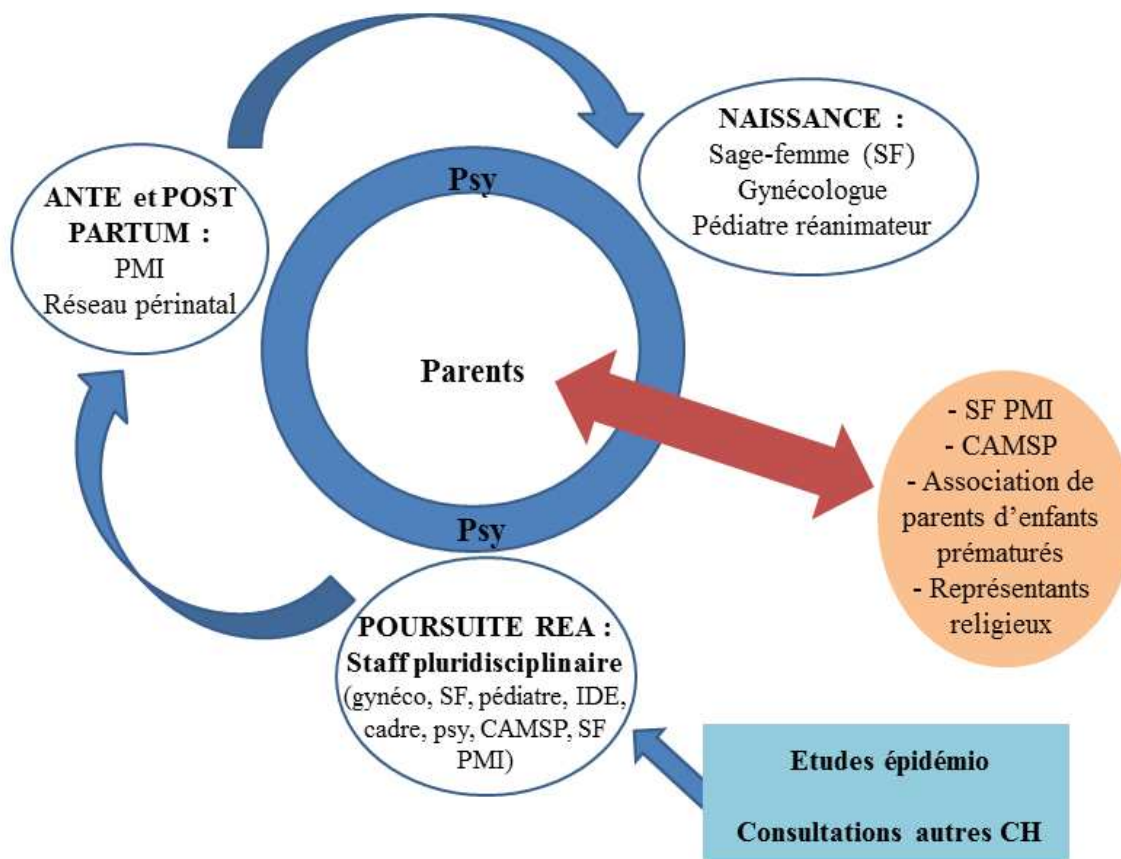 NAISSANCE :
Sage-femme (SF)
Gynécologue
Pédiatre réanimateur
ANTE et POST
PARTUM :
PMI
Réseau périnatal
Psy
Parents
Psy
- SF PMI
- CAMSP
- Association de
parents d’enfants
prématurés
- Représentants
religieux
POURSUITE REA :
Staff pluridisciplinaire
(gynéco, SF, pédiatre, IDE,
cadre, psy, CAMSP, SF
PMI)
Etudes épidémio
Consultations autres CH